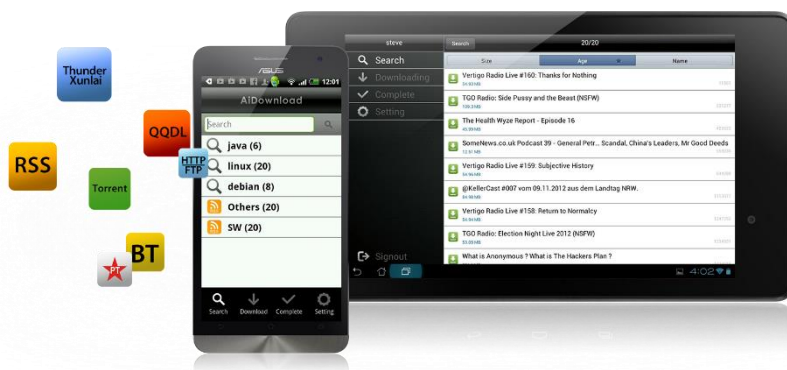 Thunder
Xunlai
QQDL
HTTP
FTP
RSS
Torrent
BT
PT
ASUS
12:01
AiDownload
Search
java (6)
linux (20)
debian (8)
Others (20)
SW (20)
Search
Download
Complete
Setting
steve
Search
20/20
Search
Downloading
Complete
Setting
Signout
Size
Age
Name
Vertigo Radio Live #160: Thanks for Nothing
TGO Radio: Side Pussy and the Beast (NSFW)
The Health Wyze Report - Episode 16
SomeNews.co.uk Podcast 39 - General Petr... Scandal, China's Leaders, Mr Good Deeds
Vertigo Radio Live #159: Subjective History
@KellerCast #007 vom 09.11.2012 aus dem Landtag NRW.
Vertigo Radio Live #158: Return to Normalcy
TGO Radio: Election Night Live 2012 (NSFW)
What is Anonymous ? What is The Hackers Plan ?
4:02